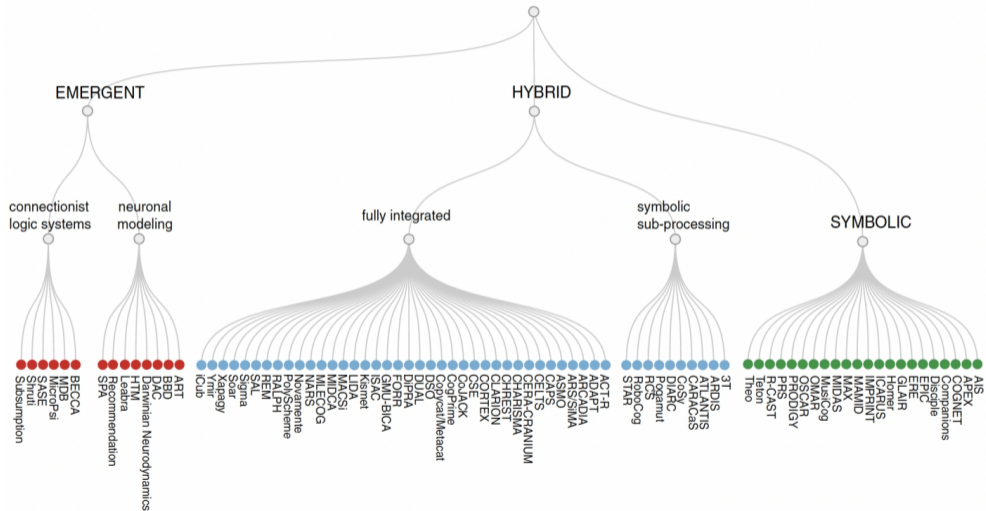 EMERGENT
HYBRID
connectionist
logic systems
neuronal
modeling
fully integrated
symbolic
sub-processing
SYMBOLIC
Subsumption
Shruti
SASE
MicroPsi
MDB
BECCA
SPA
Recommendation
Leabra
HTM
Darwinian Neurodynamics
DAC
BBD
ART
iCub
Ymir
Xapagy
Soar
Sigma
SAL
REM
RALPH
PolyScheme
Novamente
NARS
MLECOG
MIDCA
MACSi
LIDA
Kismet
ISAC
GMU-BICA
FORR
DPRA
DUAL
DSO
Copycat/Metacat
CogPrime
CoJACK
CSE
CORTEX
CLARION
CHREST
CHARISMA
CERA-CRANIUM
CELTS
CAPS
ASMO
ARS/SiMA
ARCADIA
ADAPT
ACT-R
STAR
RoboCog
RCS
Pogamut
DIARC
CoSy
CARACaS
ATLANTIS
ARDIS
3T
Theo
Teton
R-CAST
PRS
PRODIGY
OSCAR
OMAR
MusiCog
MIDAS
MAX
MAMID
IMPRINT
ICARUS
Homer
GLAIR
ERE
EPIC
Disciple
Companions
COGNET
APEX
AIS